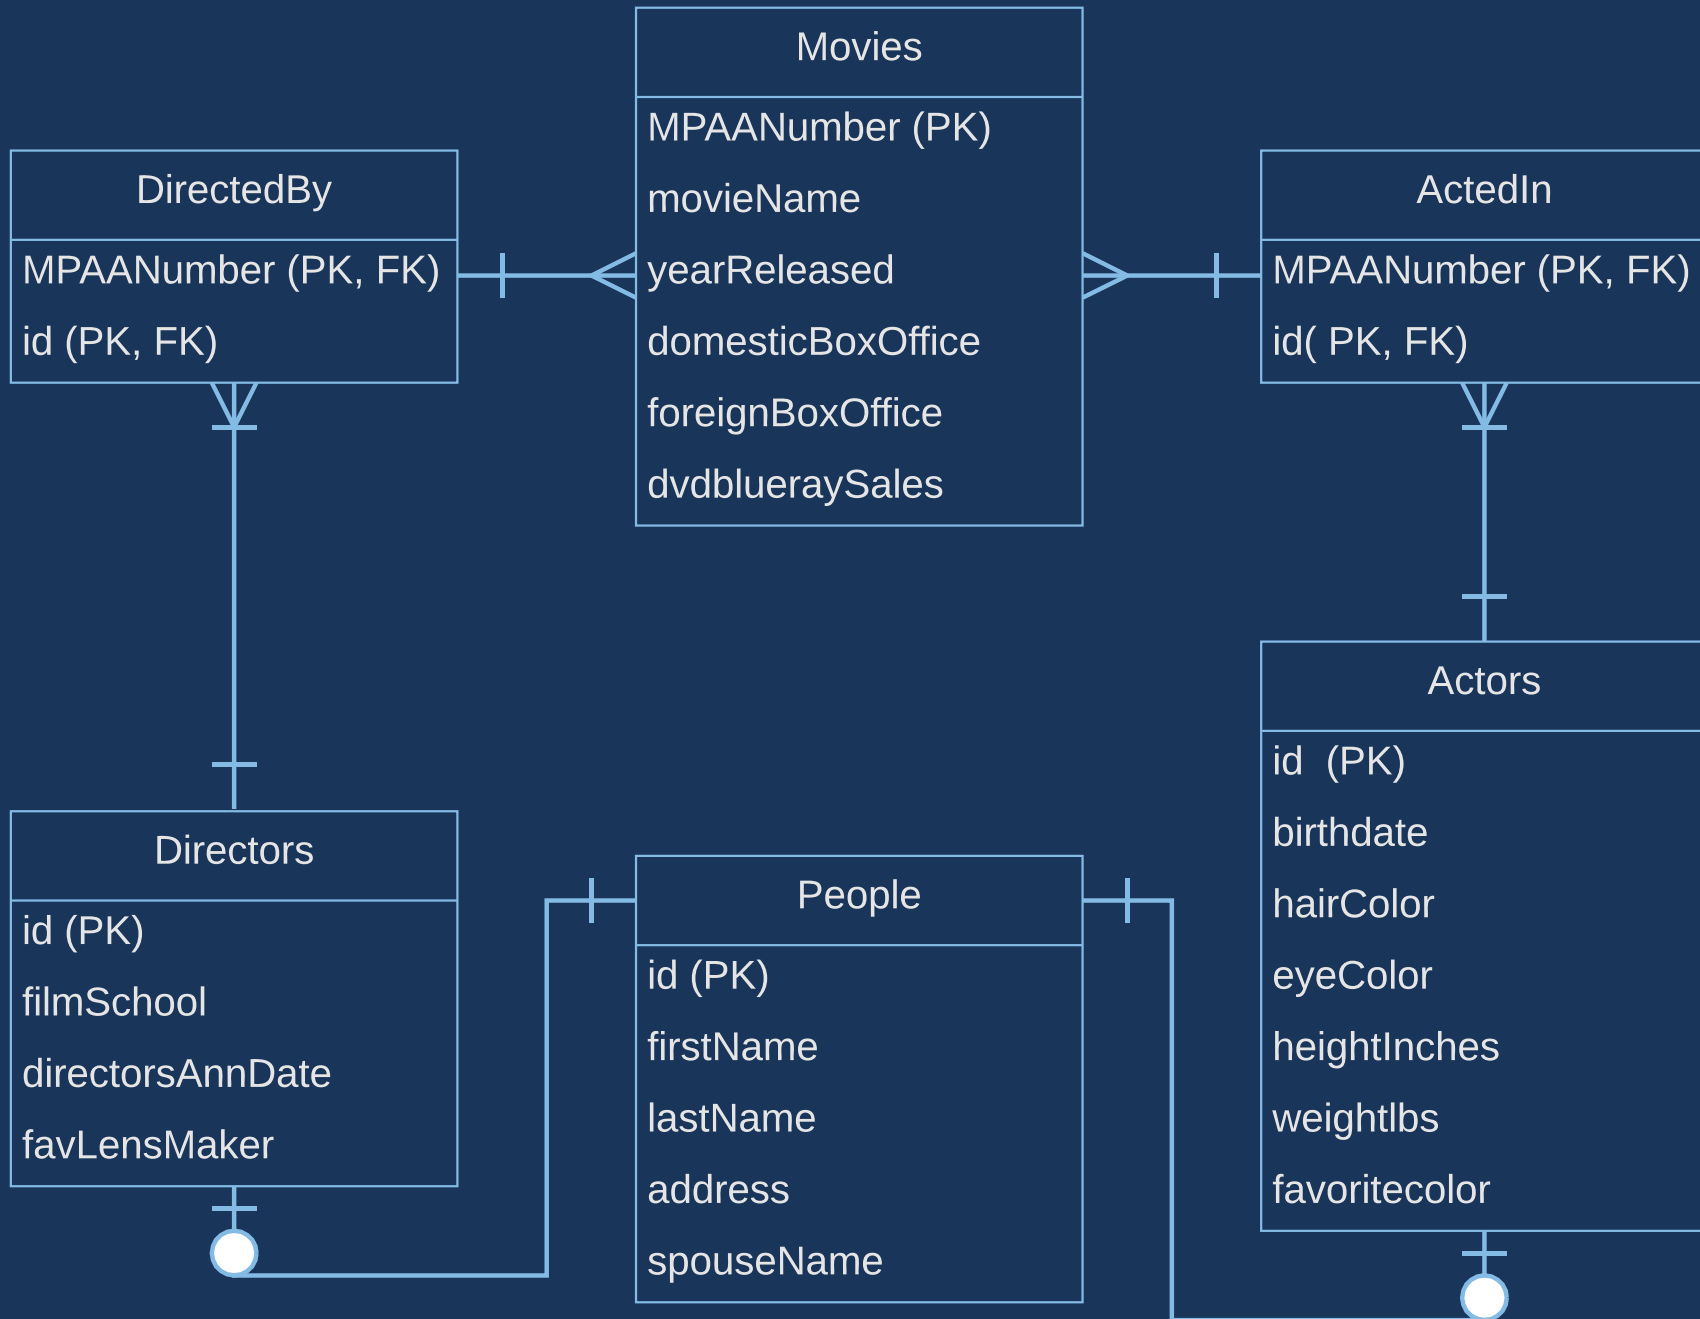 Movies
MPAANumber (PK)
movieName
yearReleased
domesticBoxOffice
foreignBoxOffice
dvdblueraySales
DirectedBy
MPAANumber (PK, FK)
id (PK, FK)
ActedIn
MPAANumber (PK, FK)
id( PK, FK)
Directors
id (PK)
filmSchool
directorsAnnDate
favLensMaker
People
id (PK)
firstName
lastName
address
spouseName
Actors
id  (PK)
birthdate
hairColor
eyeColor
heightInches
weightlbs
favoritecolor